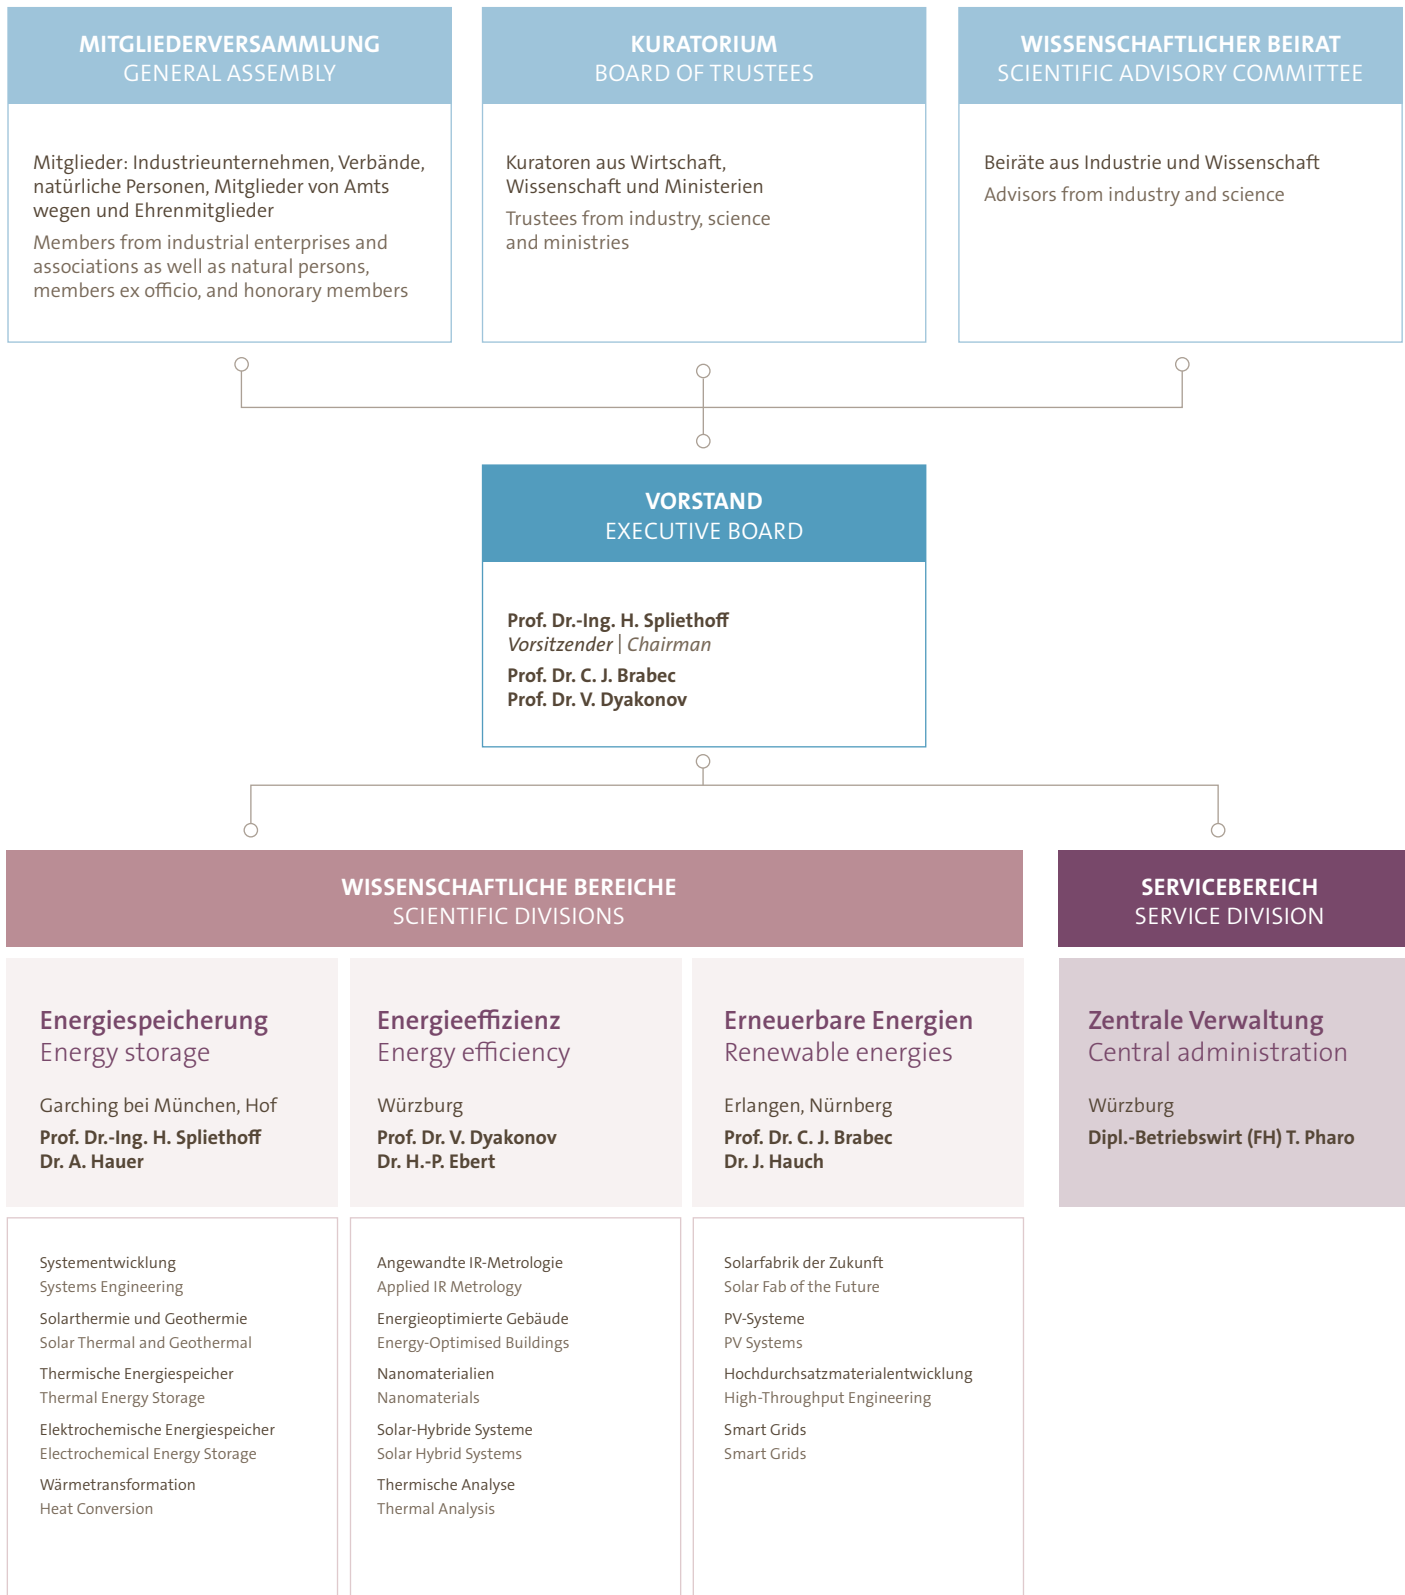 MITGLIEDERVERSAMMLUNG
GENERAL ASSEMBLY
Mitglieder: Industrieunternehmen, Verbände,
natürliche Personen, Mitglieder von Amts
wegen und Ehrenmitglieder
Members from industrial enterprises and
associations as well as natural persons,
members ex officio, and honorary members
KURATORIUM
BOARD OF TRUSTEES
Kuratoren aus Wirtschaft,
Wissenschaft und Ministerien
Trustees from industry, science
and ministries
WISSENSCHAFTLICHER BEIRAT
SCIENTIFIC ADVISORY COMMITTEE
Beiräte aus Industrie und Wissenschaft
Advisors from industry and science
VORSTAND
EXECUTIVE BOARD
Prof. Dr.-Ing. H. Spliethoff
Vorsitzender | Chairman
Prof. Dr. C. J. Brabec
Prof. Dr. V. Dyakonov
WISSENSCHAFTLICHE BEREICHE
SCIENTIFIC DIVISIONS
Energiespeicherung
Energy storage
Garching bei München, Hof
Prof. Dr.-Ing. H. Spliethoff
Dr. A. Hauer
Systementwicklung
Systems Engineering
Solarthermie und Geothermie
Solar Thermal and Geothermal
Thermische Energiespeicher
Thermal Energy Storage
Elektrochemische Energiespeicher
Electrochemical Energy Storage
Wärmetransformation
Heat Conversion
Energieeffizienz
Energy efficiency
Würzburg
Prof. Dr. V. Dyakonov
Dr. H.-P. Ebert
Angewandte IR-Metrologie
Applied IR Metrology
Energieoptimierte Gebäude
Energy-Optimised Buildings
Nanomaterialien
Nanomaterials
Solar-Hybride Systeme
Solar Hybrid Systems
Thermische Analyse
Thermal Analysis
Erneuerbare Energien
Renewable energies
Erlangen, Nürnberg
Prof. Dr. C. J. Brabec
Dr. J. Hauch
Solarfabrik der Zukunft
Solar Fab of the Future
PV-Systeme
PV Systems
Hochdurchsatzmaterialentwicklung
High-Throughput Engineering
Smart Grids
Smart Grids
SERVICEBEREICH
SERVICE DIVISION
Zentrale Verwaltung
Central administration
Würzburg
Dipl.-Betriebswirt (FH) T. Pharo